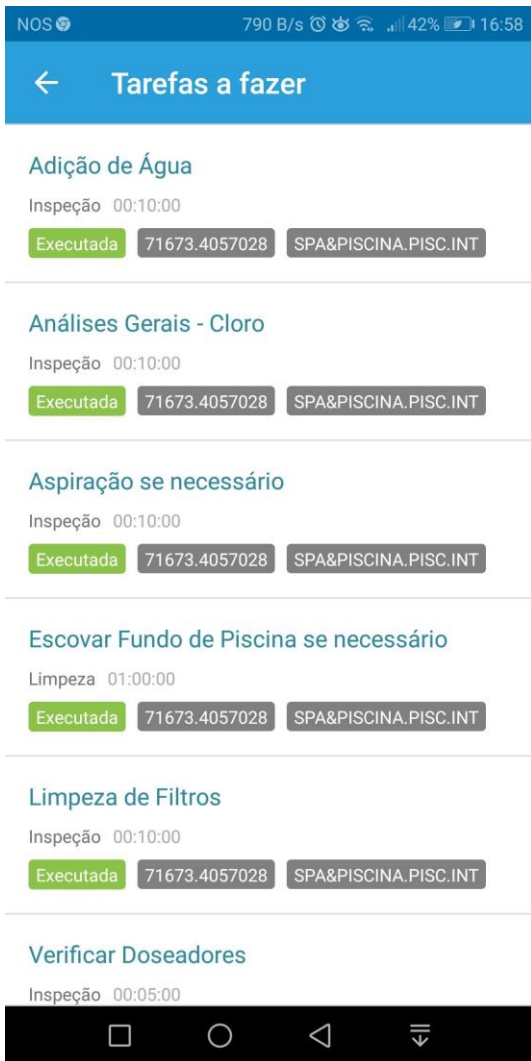 NOS 790 B/s 42% 16:58
Tarefas a fazer
Adição de Água
Inspeção 00:10:00
Executada 71673.4057028 SPA&PISCINA.PISC.INT
Análises Gerais - Cloro
Inspeção 00:10:00
Executada 71673.4057028 SPA&PISCINA.PISC.INT
Aspiração se necessário
Inspeção 00:10:00
Executada 71673.4057028 SPA&PISCINA.PISC.INT
Escovar Fundo de Piscina se necessário
Limpeza 01:00:00
Executada 71673.4057028 SPA&PISCINA.PISC.INT
Limpeza de Filtros
Inspeção 00:10:00
Executada 71673.4057028 SPA&PISCINA.PISC.INT
Verificar Doseadores
Inspeção 00:05:00